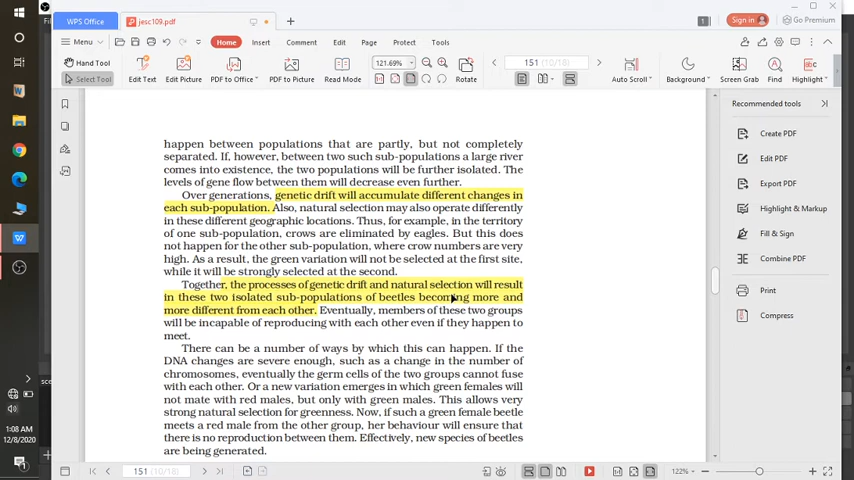 WPS Office
jesc109.pdf
1
Sign in
Go Premium
Menu
Home
Insert
Comment
Edit
Page
Protect
Tools
Hand Tool
Select Tool
Edit Text
Edit Picture
PDF to Office
PDF to Picture
Read Mode
121.69%
Rotate
151 (10/18)
Auto Scroll
Background
Screen Grab
Find
Highlight
happen between populations that are partly, but not completely
separated. If, however, between two such sub-populations a large river
comes into existence, the two populations will be further isolated. The
levels of gene flow between them will decrease even further.
Over generations, genetic drift will accumulate different changes in
each sub-population. Also, natural selection may also operate differently
in these different geographic locations. Thus, for example, in the territory
of one sub-population, crows are eliminated by eagles. But this does
not happen for the other sub-population, where crow numbers are very
high. As a result, the green variation will not be selected at the first site,
while it will be strongly selected at the second.
Together, the processes of genetic drift and natural selection will result
in these two isolated sub-populations of beetles becoming more and
more different from each other. Eventually, members of these two groups
will be incapable of reproducing with each other even if they happen to
meet.
There can be a number of ways by which this can happen. If the
DNA changes are severe enough, such as a change in the number of
chromosomes, eventually the germ cells of the two groups cannot fuse
with each other. Or a new variation emerges in which green females will
not mate with red males, but only with green males. This allows very
strong natural selection for greenness. Now, if such a green female beetle
meets a red male from the other group, her behaviour will ensure that
there is no reproduction between them. Effectively, new species of beetles
are being generated.
Recommended tools
Create PDF
Edit PDF
Export PDF
Highlight & Markup
Fill & Sign
Combine PDF
Print
Compress
1:08 AM
12/8/2020
1
151 (10/18)
122%